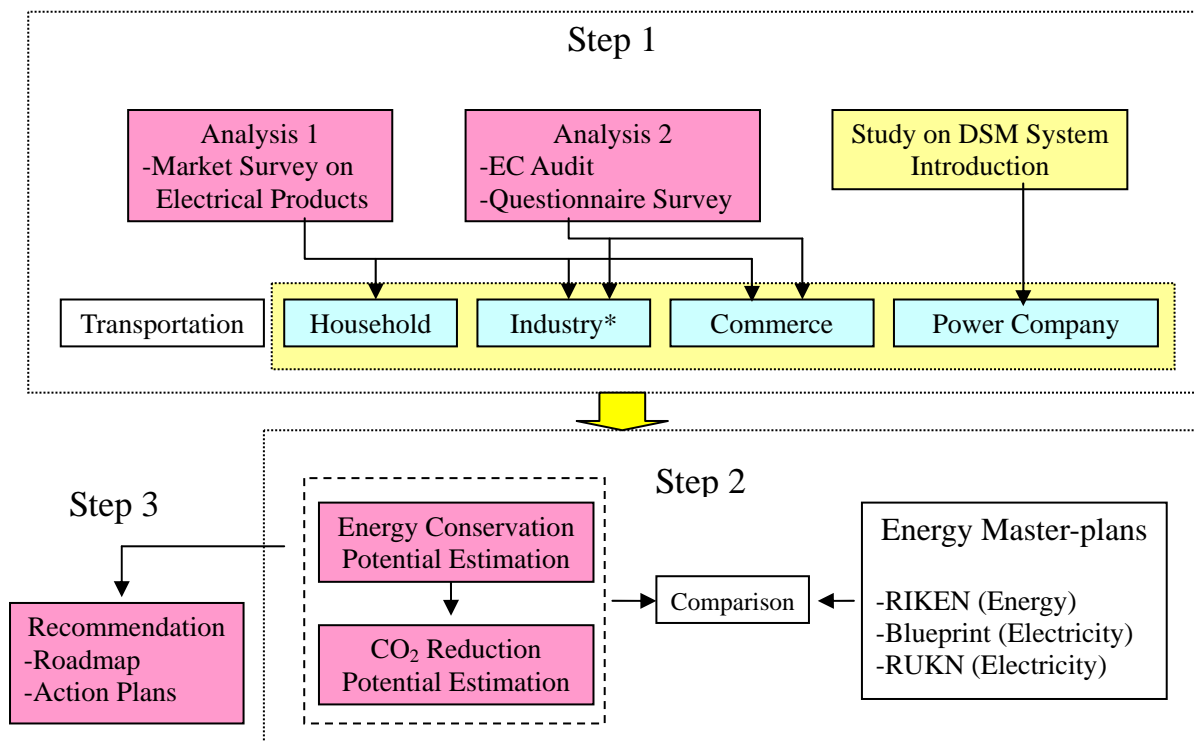 Step 1
Analysis 1
-Market Survey on
Electrical Products
Analysis 2
-EC Audit
-Questionnaire Survey
Study on DSM System
Introduction
Transportation
Household
Industry*
Commerce
Power Company
Step 2
Step 3
Energy Conservation
Potential Estimation
CO₂ Reduction
Potential Estimation
Comparison
Energy Master-plans
-RIKEN (Energy)
-Blueprint (Electricity)
-RUKN (Electricity)
Recommendation
-Roadmap
-Action Plans